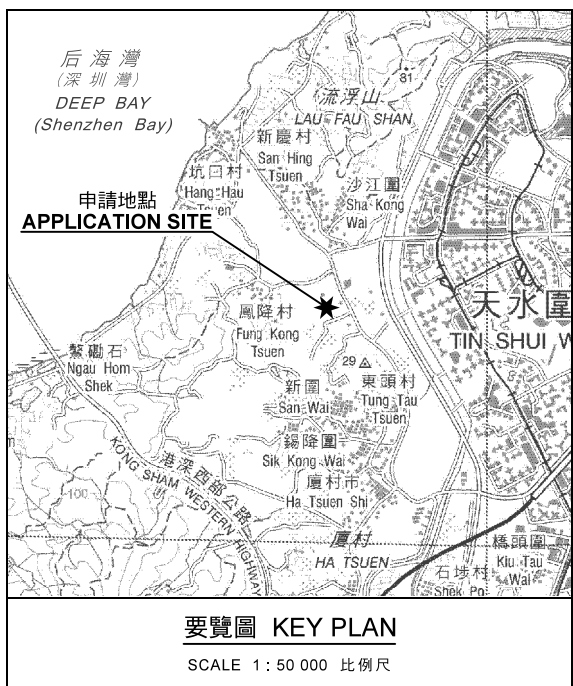 后海灣
(深圳灣)
DEEP BAY
(Shenzhen Bay)
81
流浮山
LAU FAU SHAN
新慶村
San Hing
Tsuen
坑口村
Hang Hau
Tsuen
沙江圍
Sha Kong
Wai
申請地點
APPLICATION SITE
天水圍
TIN SHUI W
鳳降村
Fung Kong
Tsuen
鰲磡石
Ngau Hom
Shek
29
東頭村
Tung Tau
Tsuen
新圍
San Wai
錫降圍
Sik Kong Wai
廈村市
Ha Tsuen Shi
港深西部公路
KONG SHAM WESTERN HIGHWAY
100
廈村
HA TSUEN
橋頭圍
Kiu Tau
Wai
石埗村
Shek Po
要覽圖 KEY PLAN
SCALE 1 : 50 000 比例尺